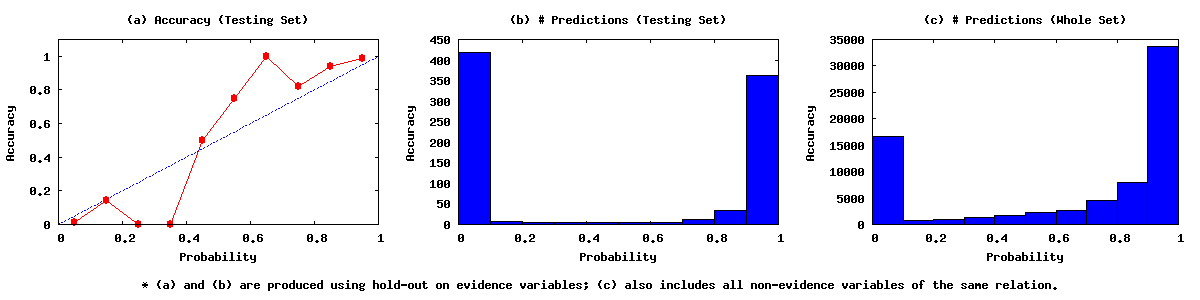 (a) Accuracy (Testing Set)
(b) # Predictions (Testing Set)
(c) # Predictions (Whole Set)
Accuracy
1
0.8
0.6
0.4
0.2
0
0 0.2 0.4 0.6 0.8 1
Probability
Accuracy
450
400
350
300
250
200
150
100
50
0
0 0.2 0.4 0.6 0.8 1
Probability
Accuracy
35000
30000
25000
20000
15000
10000
5000
0
0 0.2 0.4 0.6 0.8 1
Probability
* (a) and (b) are produced using hold-out on evidence variables; (c) also includes all non-evidence variables of the same relation.